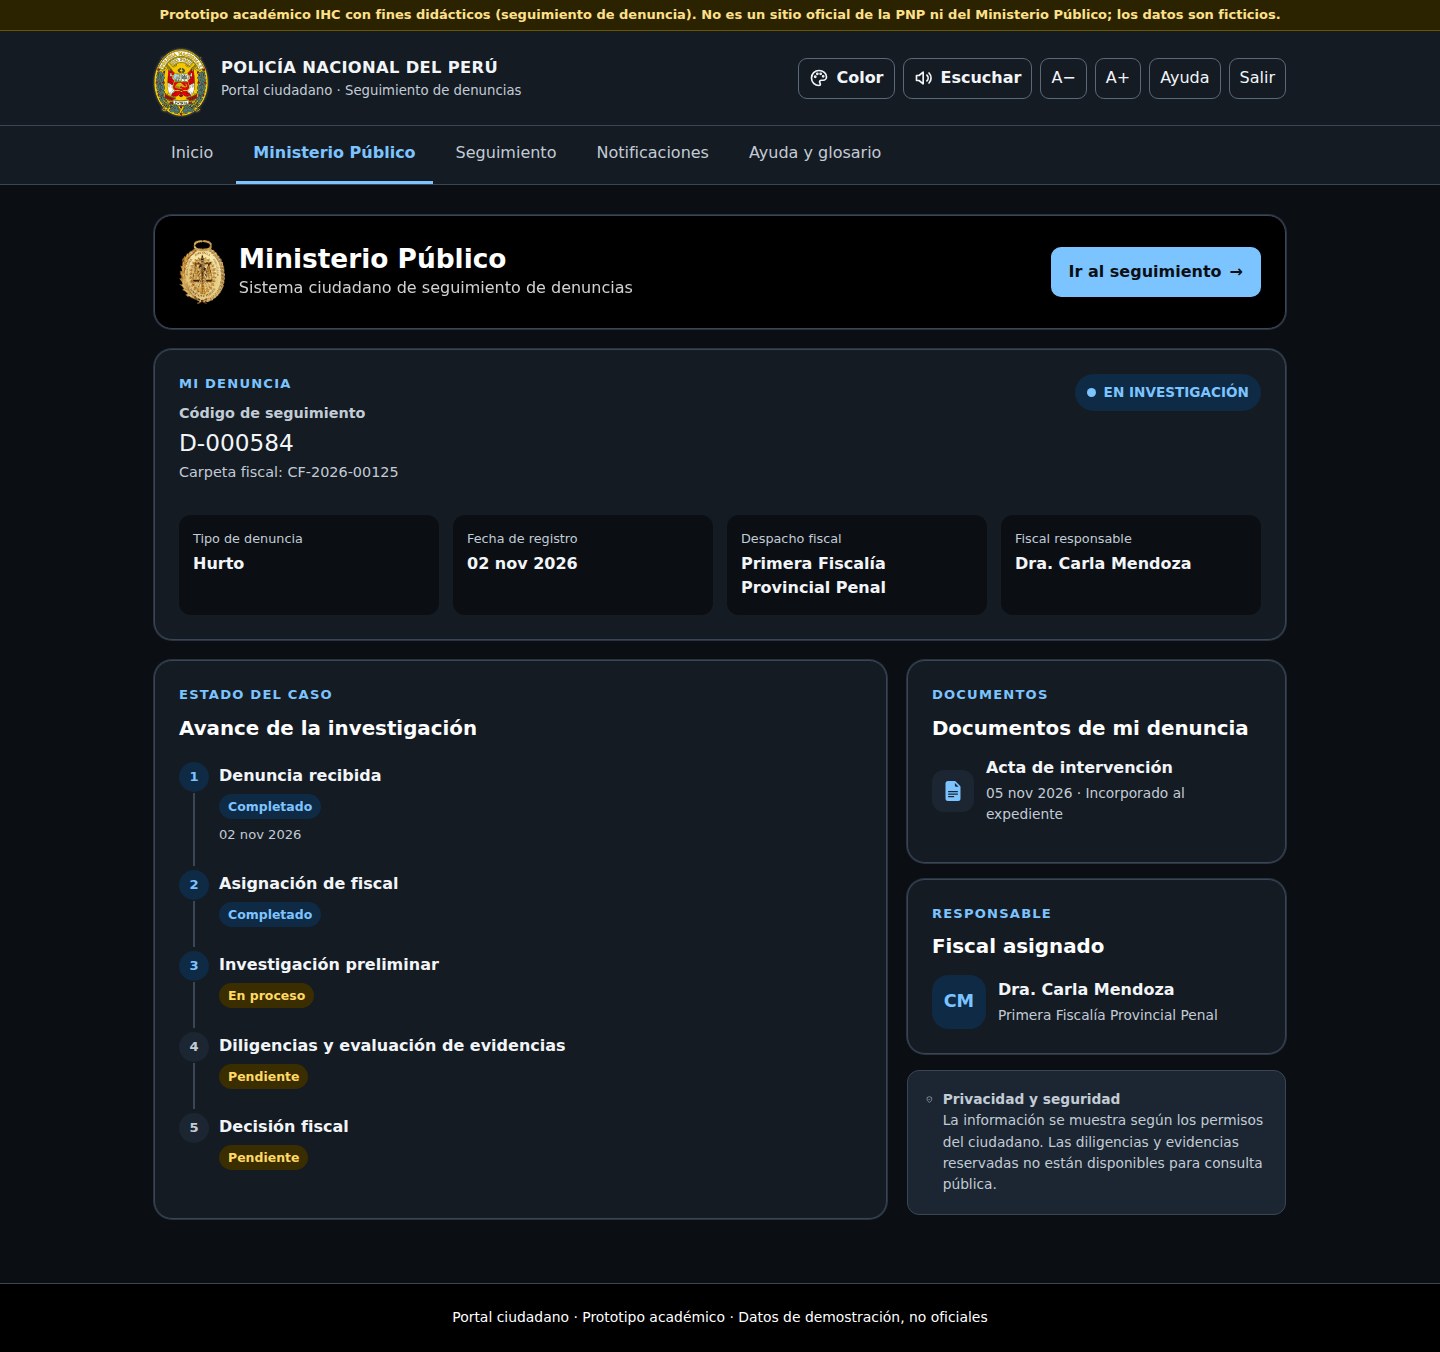 Prototipo académico IHC con fines didácticos (seguimiento de denuncia). No es un sitio oficial de la PNP ni del Ministerio Público; los datos son ficticios.
POLICÍA NACIONAL DEL PERÚ
Portal ciudadano · Seguimiento de denuncias
Color
Escuchar
A−
A+
Ayuda
Salir
Inicio
Ministerio Público
Seguimiento
Notificaciones
Ayuda y glosario
Ministerio Público
Sistema ciudadano de seguimiento de denuncias
Ir al seguimiento →
MI DENUNCIA
EN INVESTIGACIÓN
Código de seguimiento
D-000584
Carpeta fiscal: CF-2026-00125
Tipo de denuncia
Hurto
Fecha de registro
02 nov 2026
Despacho fiscal
Primera Fiscalía
Provincial Penal
Fiscal responsable
Dra. Carla Mendoza
ESTADO DEL CASO
Avance de la investigación
1
Denuncia recibida
Completado
02 nov 2026
2
Asignación de fiscal
Completado
3
Investigación preliminar
En proceso
4
Diligencias y evaluación de evidencias
Pendiente
5
Decisión fiscal
Pendiente
DOCUMENTOS
Documentos de mi denuncia
Acta de intervención
05 nov 2026 · Incorporado al
expediente
RESPONSABLE
Fiscal asignado
CM
Dra. Carla Mendoza
Primera Fiscalía Provincial Penal
Privacidad y seguridad
La información se muestra según los permisos
del ciudadano. Las diligencias y evidencias
reservadas no están disponibles para consulta
pública.
Portal ciudadano · Prototipo académico · Datos de demostración, no oficiales